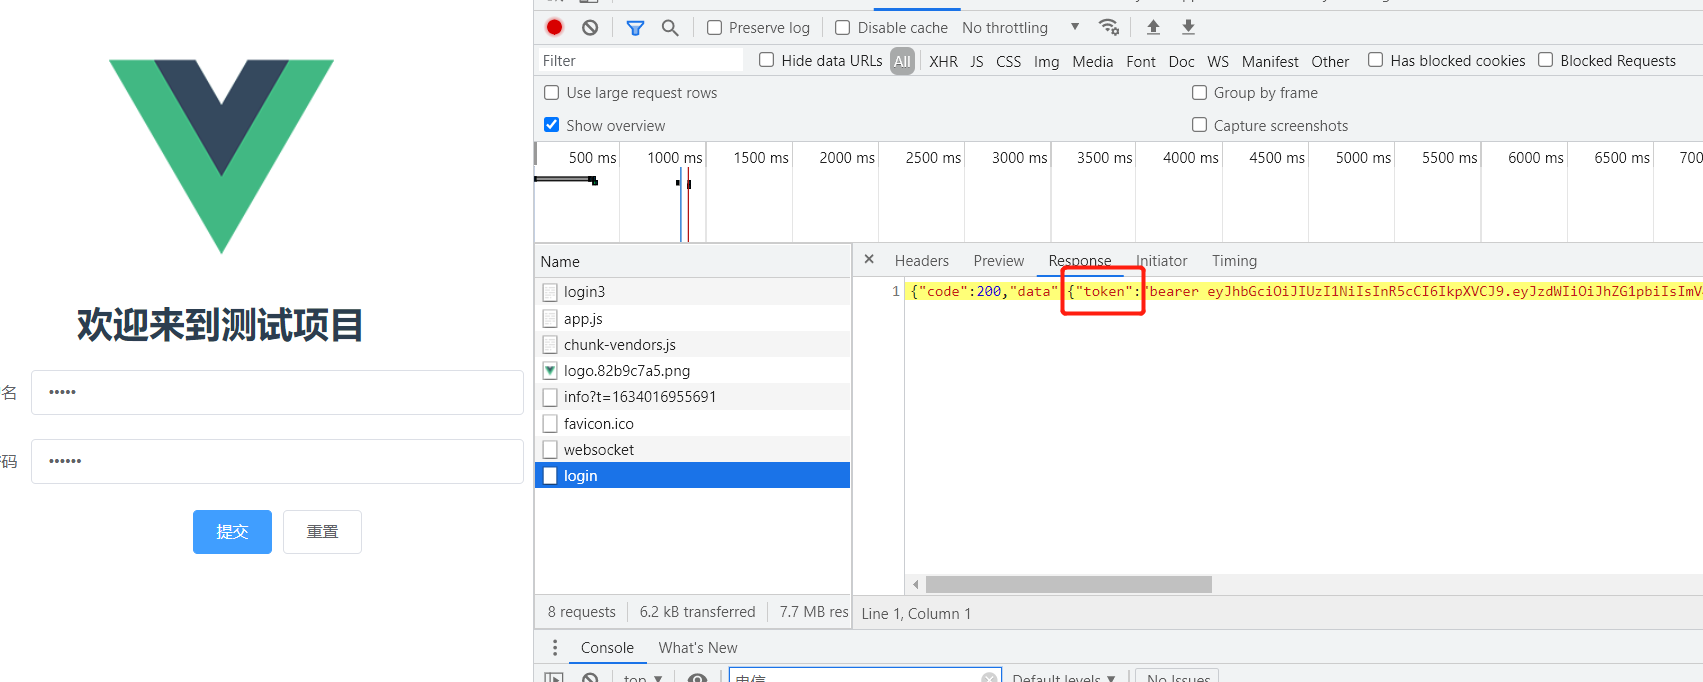 欢迎来到测试项目
名
•••••
码
••••••
提交
重置
Preserve log
Disable cache
No throttling
Filter
Hide data URLs
All
XHR
JS
CSS
Img
Media
Font
Doc
WS
Manifest
Other
Has blocked cookies
Blocked Requests
Use large request rows
Group by frame
Show overview
Capture screenshots
500 ms
1000 ms
1500 ms
2000 ms
2500 ms
3000 ms
3500 ms
4000 ms
4500 ms
5000 ms
5500 ms
6000 ms
6500 ms
700
Name
login3
app.js
chunk-vendors.js
logo.82b9c7a5.png
info?t=1634016955691
favicon.ico
websocket
login
8 requests
6.2 kB transferred
7.7 MB res
Headers
Preview
Response
Initiator
Timing
1
{"code":200,"data":{"token":"bearer eyJhbGciOiJIUzI1NiIsInR5cCI6IkpXVCJ9.eyJzdWIiOiJhZG1pbiIsImV
Line 1, Column 1
Console
What's New
top
Default levels
No Issues